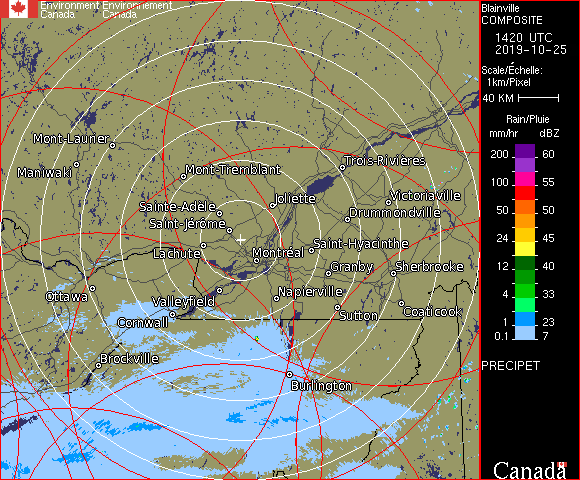 Environment Environnement
Canada Canada
Blainville
COMPOSITE
1420 UTC
2019-10-25
Scale/Échelle:
1km/Pixel
40 KM
Rain/Pluie
mm/hr dBZ
200 60
150 57
100 55
50 50
24 45
12 40
4 33
1 23
0.1 7
PRECIPET
Canada
Mont-Laurier
Maniwaki
Mont-Tremblant
Trois-Rivières
Joliette
Victoriaville
Sainte-Adèle
Drummondville
Saint-Jérôme
Saint-Hyacinthe
Lachute
Montréal
Granby
Sherbrooke
Ottawa
Valleyfield
Napierville
Cornwall
Sutton
Coaticook
Brockville
Burlington